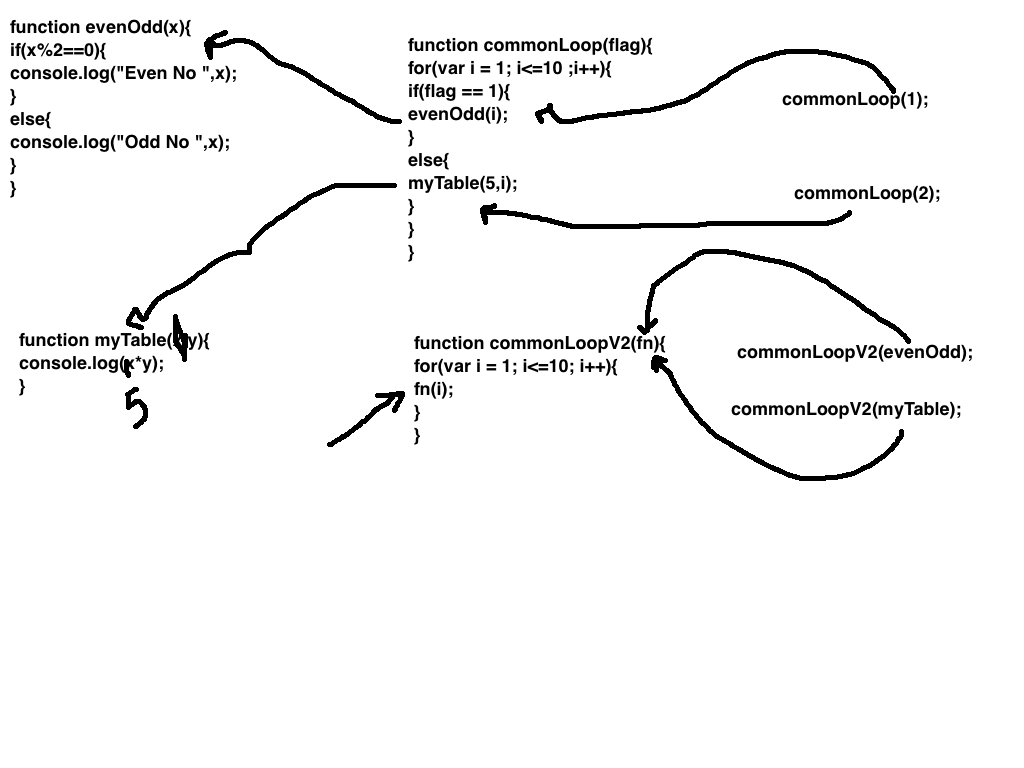 function evenOdd(x){
if(x%2==0){
console.log("Even No ",x);
}
else{
console.log("Odd No ",x);
}
}
function commonLoop(flag){
for(var i = 1; i<=10 ;i++){
if(flag == 1){
evenOdd(i);
}
else{
myTable(5,i);
}
}
}
commonLoop(1);
commonLoop(2);
function myTable(x,y){
console.log(x*y);
}
5
function commonLoopV2(fn){
for(var i = 1; i<=10; i++){
fn(i);
}
}
commonLoopV2(evenOdd);
commonLoopV2(myTable);